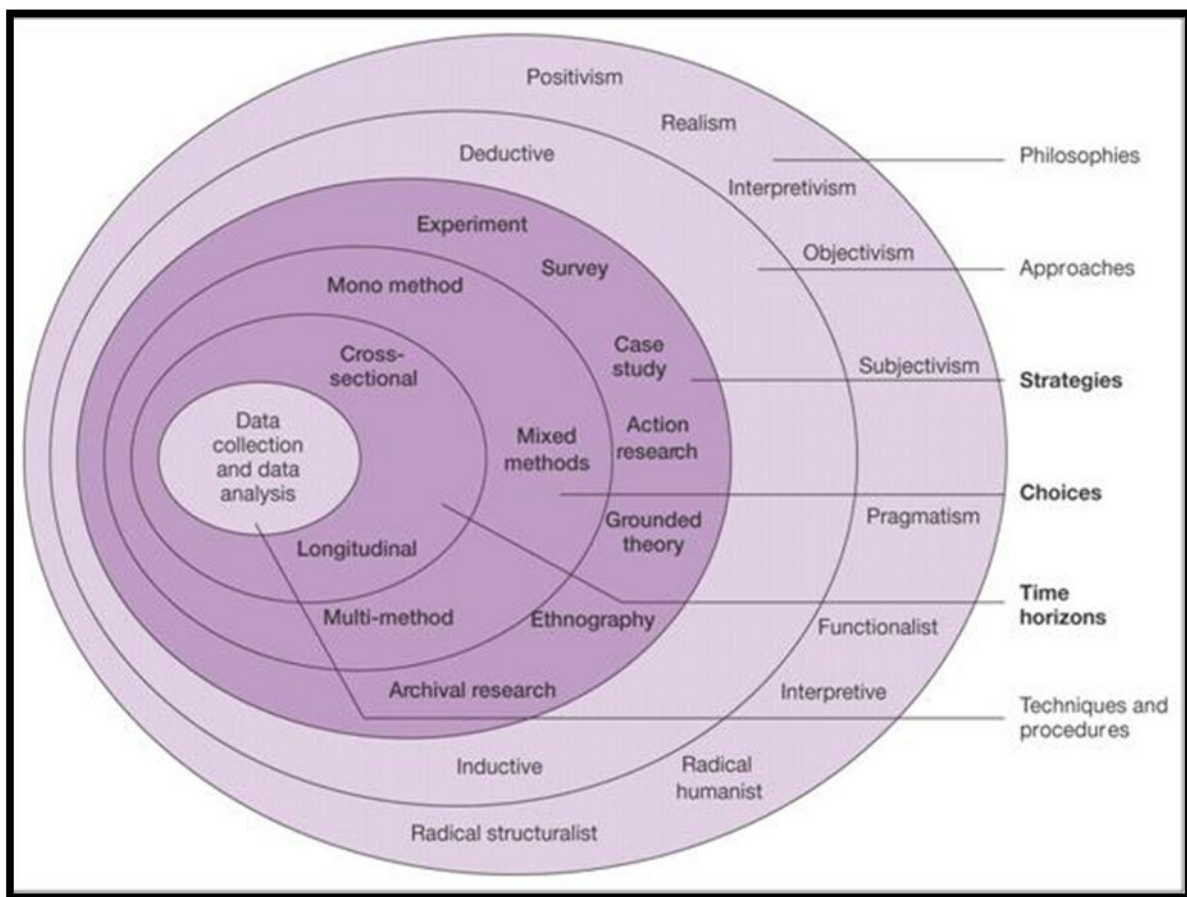 Positivism
Realism
Philosophies
Deductive
Interpretivism
Experiment
Objectivism
Survey
Approaches
Mono method
Cross-
sectional
Case
study
Subjectivism
Strategies
Data
collection
and data
analysis
Mixed
methods
Action
research
Choices
Pragmatism
Grounded
theory
Longitudinal
Time
horizons
Multi-method
Ethnography
Functionalist
Archival research
Interpretive
Techniques and
procedures
Inductive
Radical
humanist
Radical structuralist